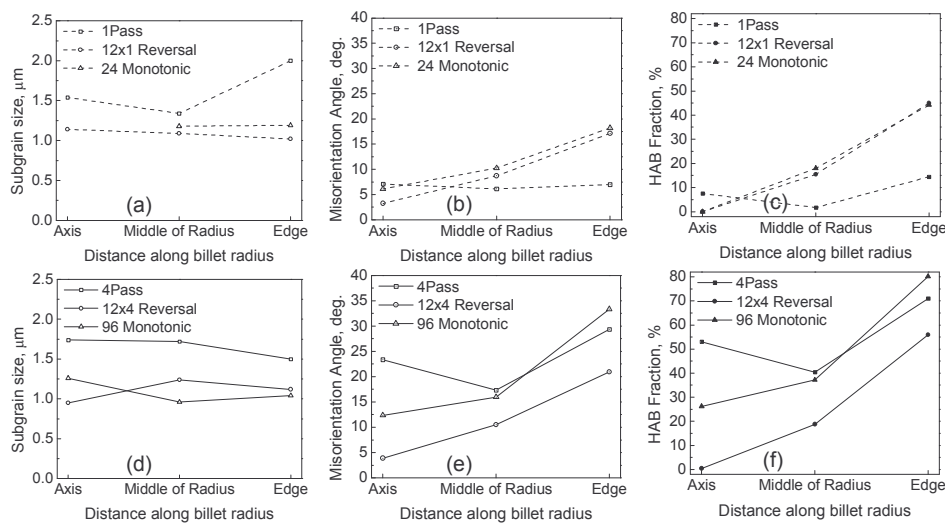 2.5
2.0
1.5
1.0
0.5
0.0
Subgrain size, μm
1Pass
12x1 Reversal
24 Monotonic
(a)
Axis Middle of Radius Edge
Distance along billet radius
40
35
30
25
20
15
10
5
0
Misorientation Angle, deg.
1Pass
12x1 Reversal
24 Monotonic
(b)
Axis Middle of Radius Edge
Distance along billet radius
80
70
60
50
40
30
20
10
0
HAB Fraction, %
1Pass
12x1 Reversal
24 Monotonic
(c)
Axis Middle of Radius Edge
Distance along billet radius
2.5
2.0
1.5
1.0
0.5
0.0
Subgrain size, μm
4Pass
12x4 Reversal
96 Monotonic
(d)
Axis Middle of Radius Edge
Distance along billet radius
40
35
30
25
20
15
10
5
0
Misorientation Angle, deg.
4Pass
12x4 Reversal
96 Monotonic
(e)
Axis Middle of Radius Edge
Distance along billet radius
80
70
60
50
40
30
20
10
0
HAB Fraction, %
4Pass
12x4 Reversal
96 Monotonic
(f)
Axis Middle of Radius Edge
Distance along billet radius